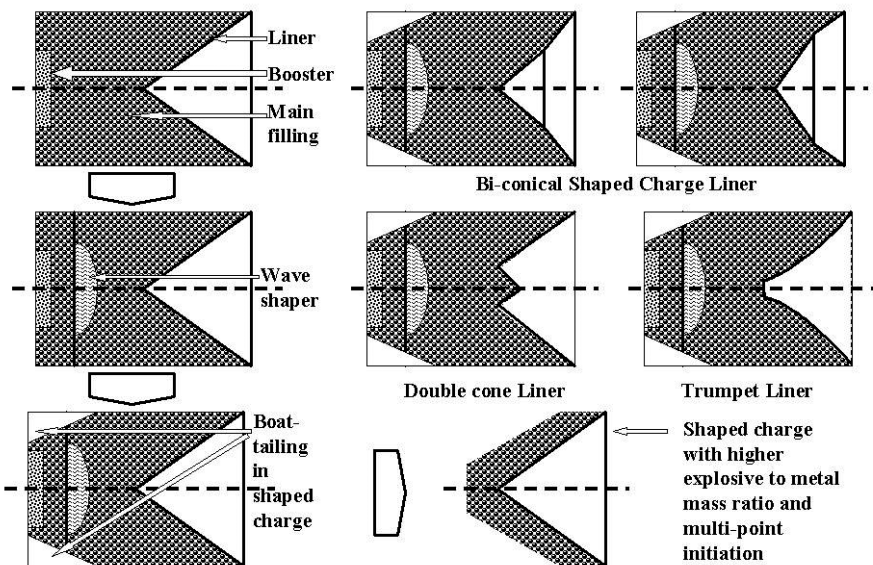 Liner
Booster
Main
filling
Bi-conical Shaped Charge Liner
Wave
shaper
Double cone Liner
Trumpet Liner
Boat-
tailing
in
shaped
charge
Shaped charge
with higher
explosive to metal
mass ratio and
multi-point
initiation